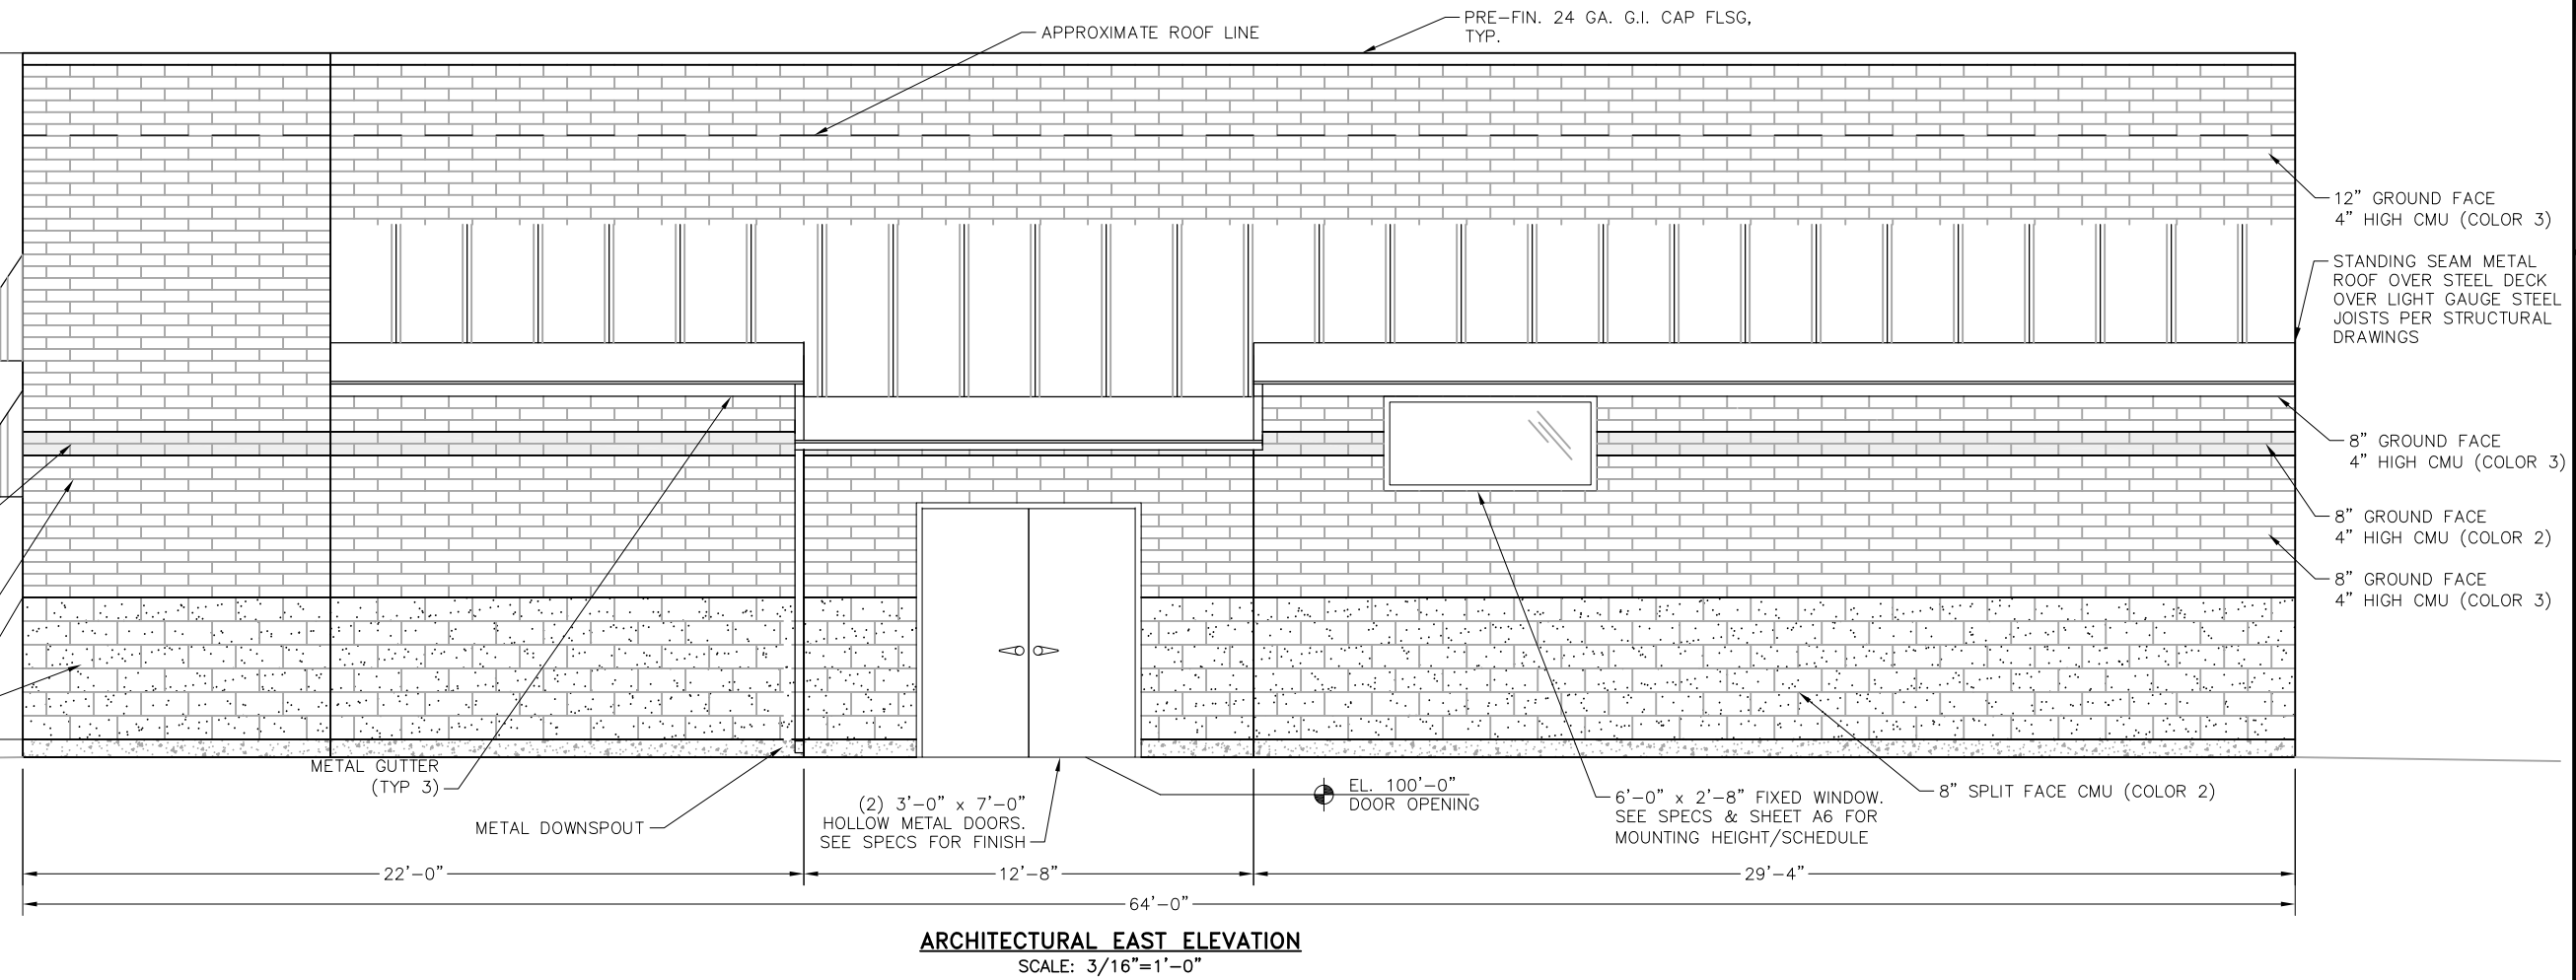 PRE-FIN. 24 GA. G.I. CAP FLSG,
TYP.
APPROXIMATE ROOF LINE
12" GROUND FACE
4" HIGH CMU (COLOR 3)
STANDING SEAM METAL
ROOF OVER STEEL DECK
OVER LIGHT GAUGE STEEL
JOISTS PER STRUCTURAL
DRAWINGS
8" GROUND FACE
4" HIGH CMU (COLOR 3)
8" GROUND FACE
4" HIGH CMU (COLOR 2)
8" GROUND FACE
4" HIGH CMU (COLOR 3)
METAL GUTTER
(TYP 3)
METAL DOWNSPOUT
(2) 3'-0" x 7'-0"
HOLLOW METAL DOORS.
SEE SPECS FOR FINISH
EL. 100'-0"
DOOR OPENING
6'-0" x 2'-8" FIXED WINDOW.
SEE SPECS & SHEET A6 FOR
MOUNTING HEIGHT/SCHEDULE
8" SPLIT FACE CMU (COLOR 2)
22'-0"
12'-8"
29'-4"
64'-0"
ARCHITECTURAL EAST ELEVATION
SCALE: 3/16"=1'-0"